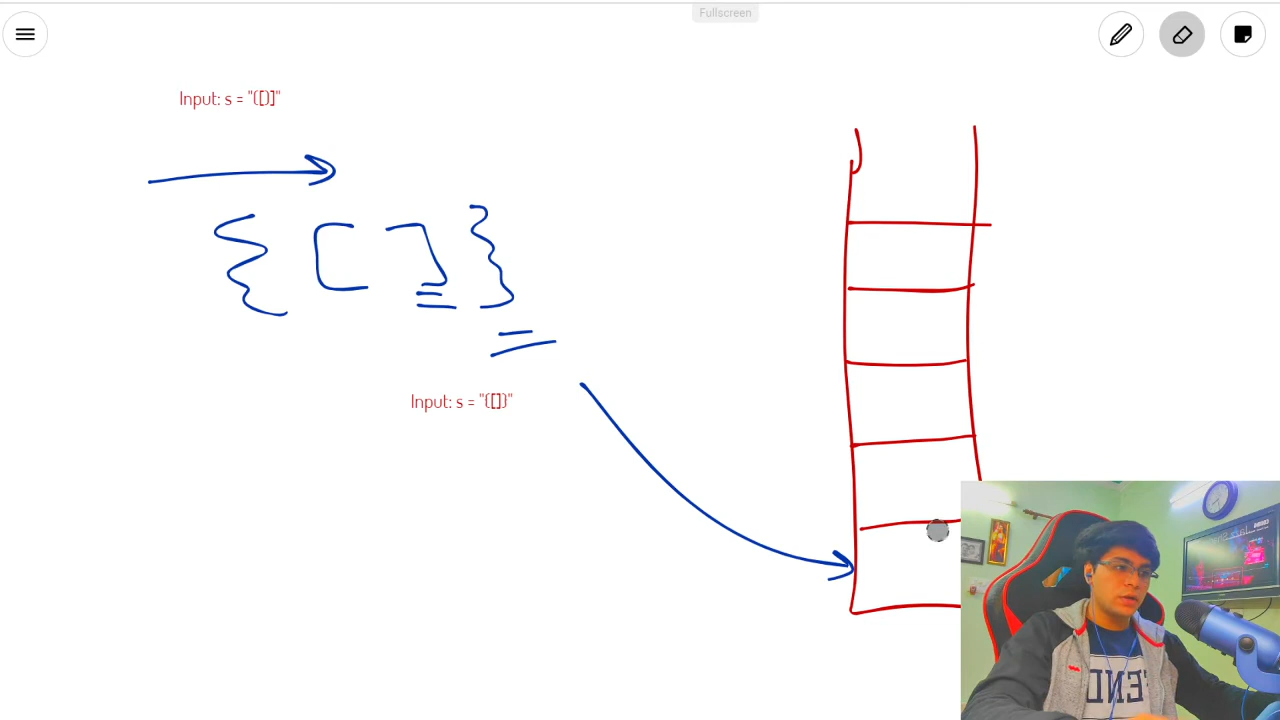 Fullscreen
Input: s = "([)]"
{ [ ] }
Input: s = "{[]}"